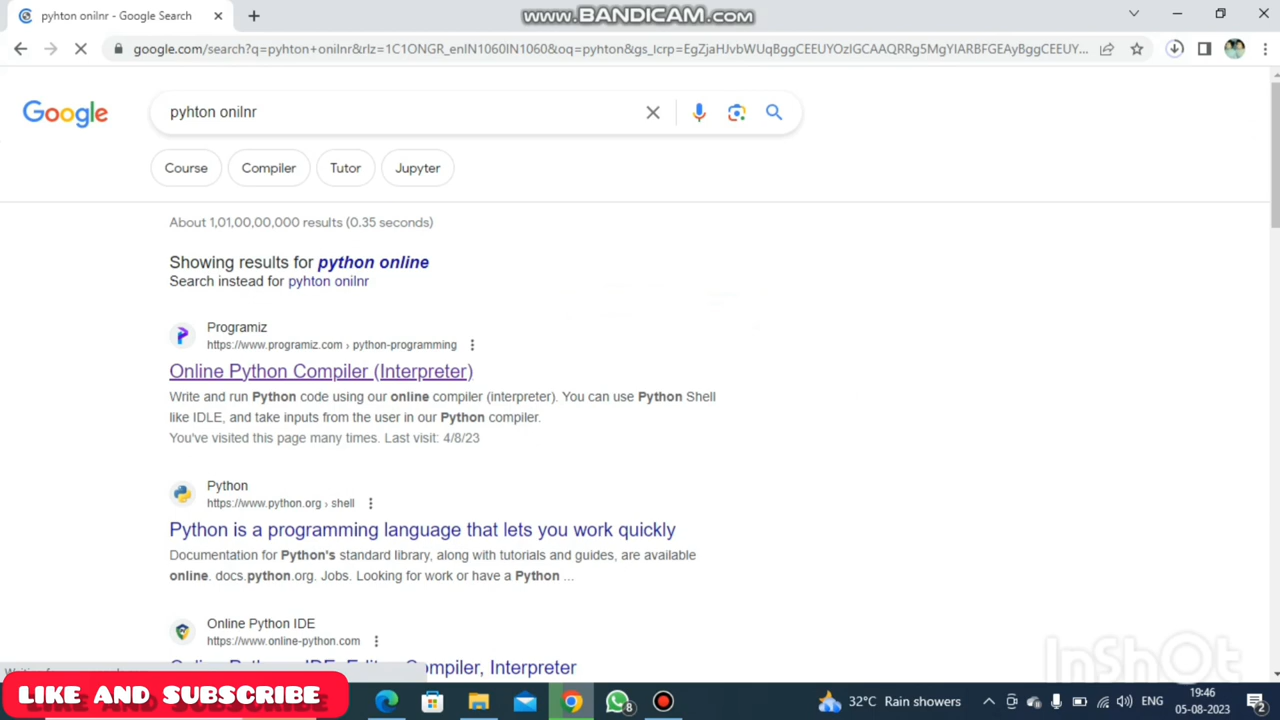 pyhton onilnr - Google Search
www.BANDICAM.com
google.com/search?q=pyhton+onilnr&rlz=1C1ONGR_enIN1060IN1060&oq=pyhton&gs_lcrp=EgZjaHJvbWUqBggCEEUYOzIGCAAQRRg5MgYIARBFGEAyBggCEEUY...
Google
pyhton onilnr
Course
Compiler
Tutor
Jupyter
About 1,01,00,00,000 results (0.35 seconds)
Showing results for python online
Search instead for pyhton onilnr
Programiz
https://www.programiz.com › python-programming
Online Python Compiler (Interpreter)
Write and run Python code using our online compiler (interpreter). You can use Python Shell
like IDLE, and take inputs from the user in our Python compiler.
You've visited this page many times. Last visit: 4/8/23
Python
https://www.python.org › shell
Python is a programming language that lets you work quickly
Documentation for Python's standard library, along with tutorials and guides, are available
online. docs.python.org. Jobs. Looking for work or have a Python ...
Online Python IDE
https://www.online-python.com
Compiler, Interpreter
InShOt
LIKE AND SUBSCRIBE
8
32°C Rain showers
ENG
19:46
05-08-2023
2